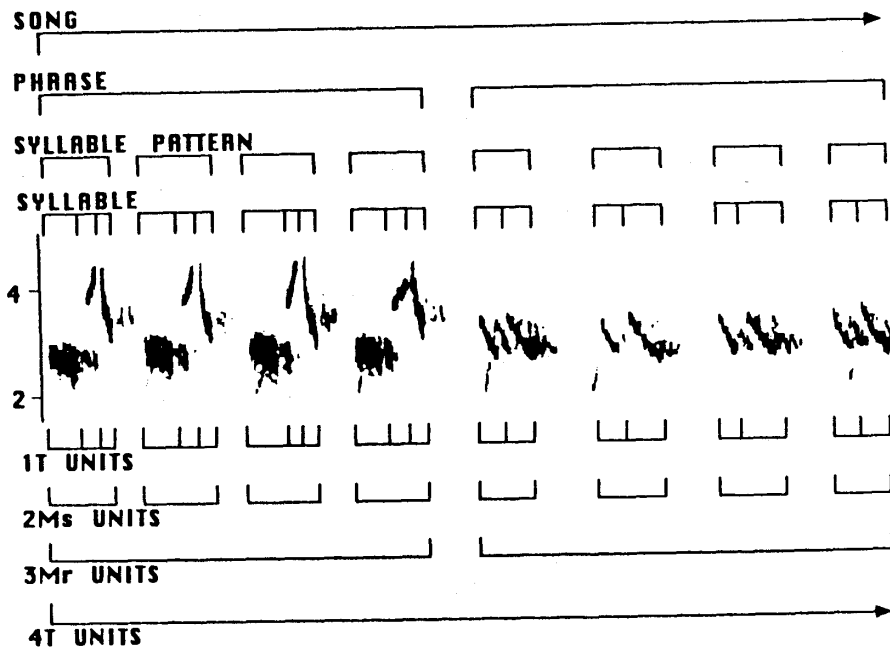 SONG
PHRASE
SYLLABLE PATTERN
SYLLABLE
4
2
1T UNITS
2Ms UNITS
3Mr UNITS
4T UNITS